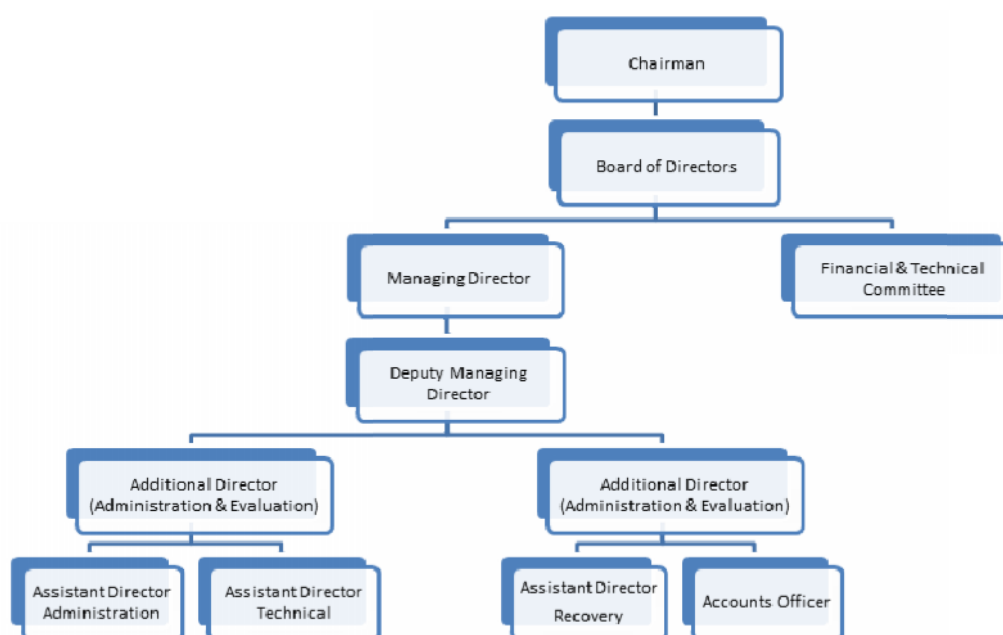 Chairman
Board of Directors
Managing Director
Financial & Technical
Committee
Deputy Managing
Director
Additional Director
(Administration & Evaluation)
Additional Director
(Administration & Evaluation)
Assistant Director
Administration
Assistant Director
Technical
Assistant Director
Recovery
Accounts Officer